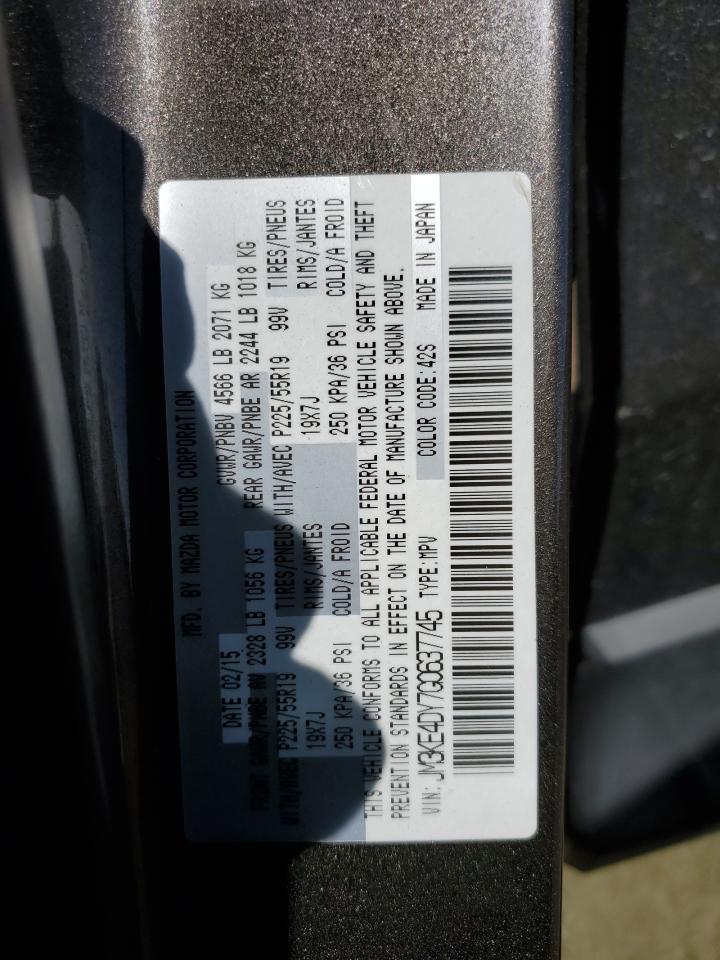 MFD. BY MAZDA MOTOR CORPORATION
DATE 02/15 GVWR/PNBV 4566 LB 2071 KG
FRONT GAWR/PNBE AV 2328 LB 1056 KG REAR GAWR/PNBE AR 2244 LB 1018 KG
WITH/AVEC P225/55R19 99V TIRES/PNEUS WITH/AVEC P225/55R19 99V TIRES/PNEUS
19X7J RIMS/JANTES 19X7J RIMS/JANTES
250 KPA/36 PSI COLD/A FROID 250 KPA/36 PSI COLD/A FROID
THIS VEHICLE CONFORMS TO ALL APPLICABLE FEDERAL MOTOR VEHICLE SAFETY AND THEFT
PREVENTION STANDARDS IN EFFECT ON THE DATE OF MANUFACTURE SHOWN ABOVE.
COLOR CODE:42S MADE IN JAPAN
VIN: JM3KE4DY7G0637745 TYPE:MPV